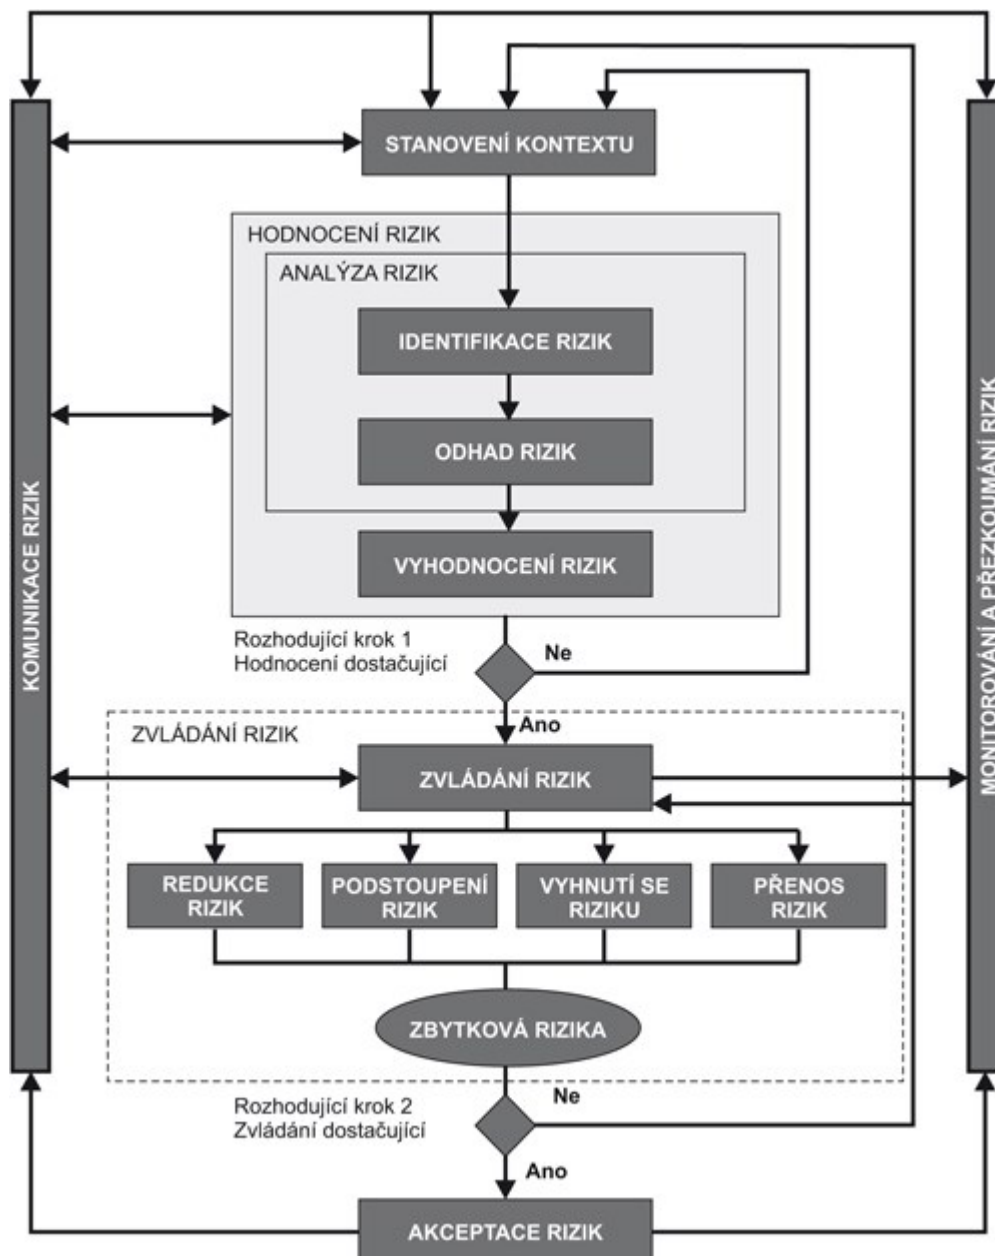 STANOVENÍ KONTEXTU
HODNOCENÍ RIZIK
ANALÝZA RIZIK
IDENTIFIKACE RIZIK
ODHAD RIZIK
VYHODNOCENÍ RIZIK
KOMUNIKACE RIZIK
MONITOROVÁNÍ A PŘEZKOUMÁNÍ RIZIK
Rozhodující krok 1
Hodnocení dostačující
Ne
Ano
ZVLÁDÁNÍ RIZIK
ZVLÁDÁNÍ RIZIK
REDUKCE
RIZIK
PODSTOUPENÍ
RIZIK
VYHNUTÍ SE
RIZIKU
PŘENOS
RIZIK
ZBYTKOVÁ RIZIKA
Rozhodující krok 2
Zvládání dostačující
Ne
Ano
AKCEPTACE RIZIK